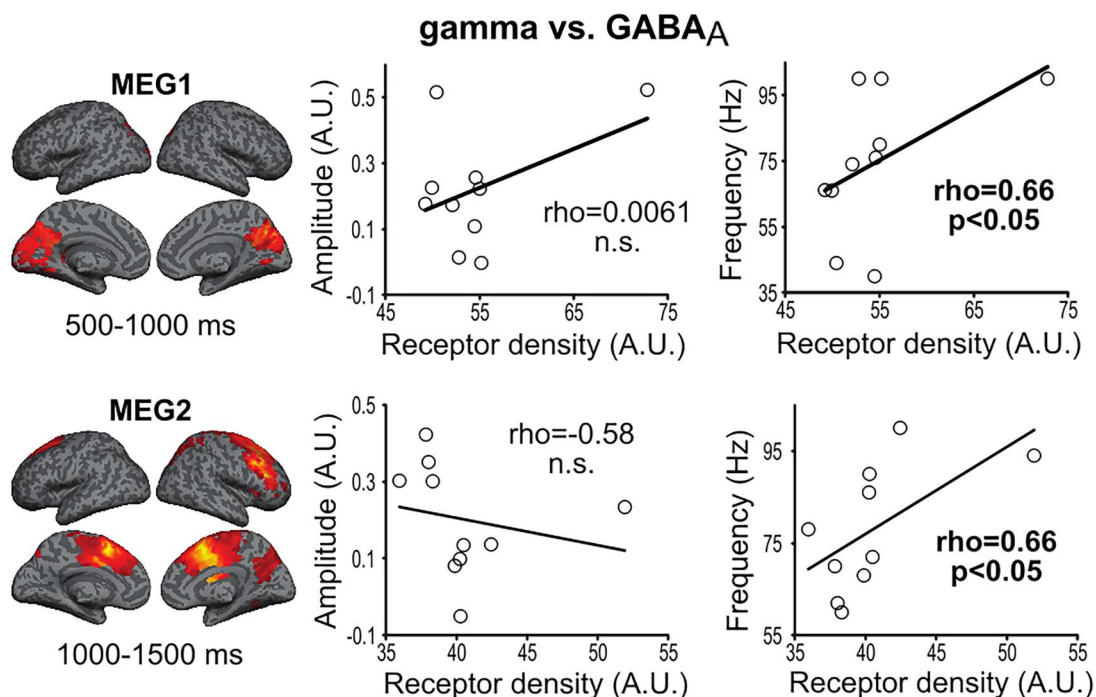 gamma vs. GABAA
MEG1
500-1000 ms
Amplitude (A.U.)
0.5
0.3
0.1
-0.1
45
55
65
75
Receptor density (A.U.)
rho=0.0061
n.s.
Frequency (Hz)
95
75
55
35
45
55
65
75
Receptor density (A.U.)
rho=0.66
p<0.05
MEG2
1000-1500 ms
Amplitude (A.U.)
0.5
0.3
0.1
-0.1
35
40
45
50
55
Receptor density (A.U.)
rho=-0.58
n.s.
Frequency (Hz)
95
75
55
35
40
45
50
55
Receptor density (A.U.)
rho=0.66
p<0.05